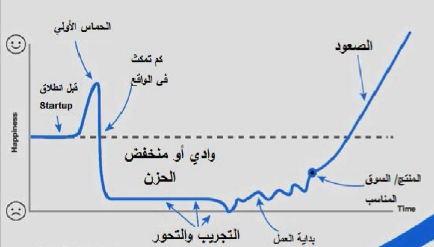 الحماس الأولي
الصعود
كم تمكث
في الواقع
قبل انطلاق
Startup
Happiness
وادي أو منخفض
الحزن
المنتج/ السوق
المناسب
Time
التجريب والتحور
بداية العمل